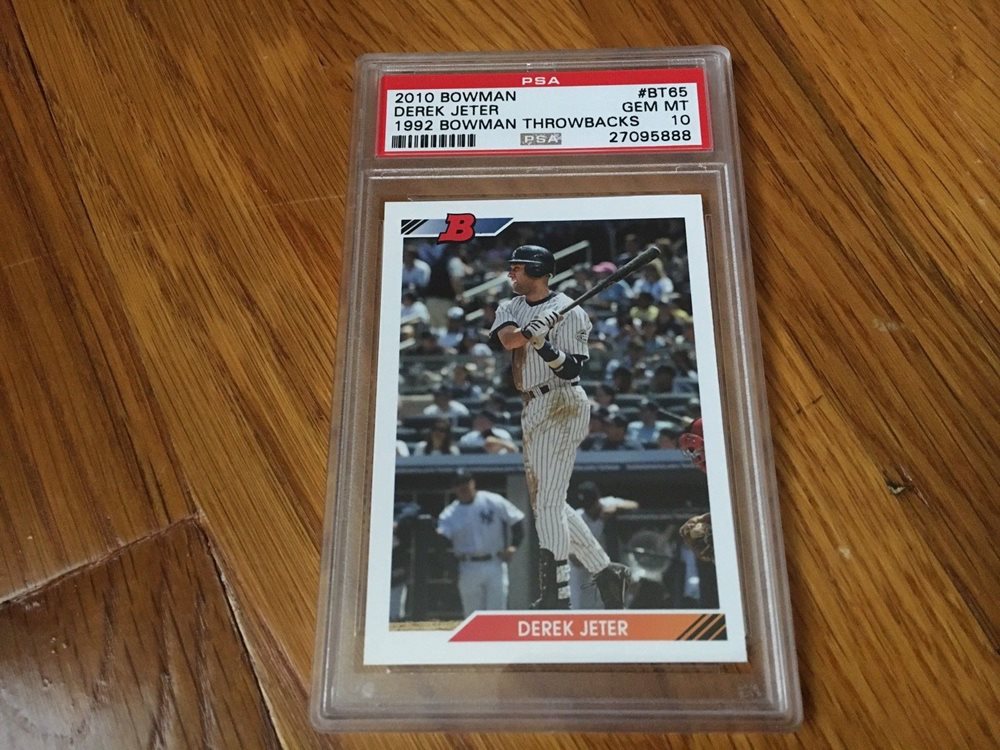 PSA
2010 BOWMAN #BT65
DEREK JETER GEM MT
1992 BOWMAN THROWBACKS 10
PSA 27095888
B
DEREK JETER